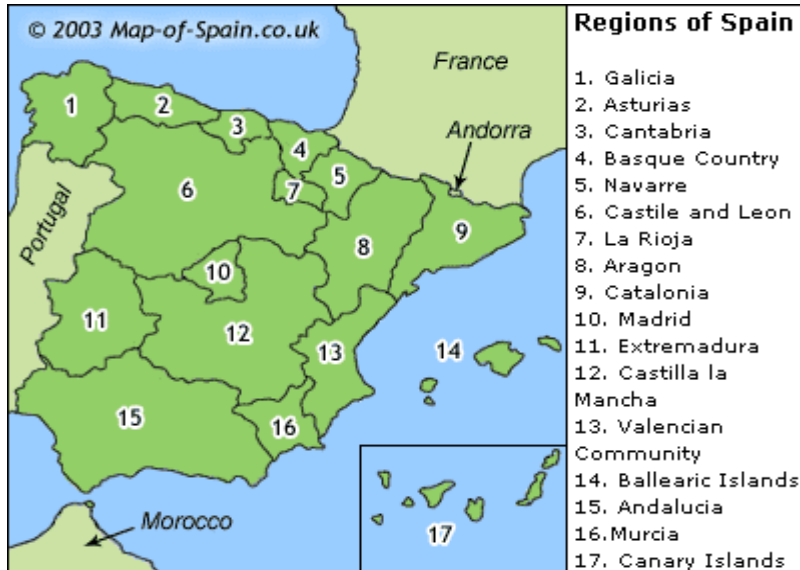 © 2003 Map-of-Spain.co.uk
France
Andorra
Portugal
Morocco
1
2
3
4
5
6
7
8
9
10
11
12
13
14
15
16
17
Regions of Spain
1. Galicia
2. Asturias
3. Cantabria
4. Basque Country
5. Navarre
6. Castile and Leon
7. La Rioja
8. Aragon
9. Catalonia
10. Madrid
11. Extremadura
12. Castilla la
Mancha
13. Valencian
Community
14. Ballearic Islands
15. Andalucia
16.Murcia
17. Canary Islands